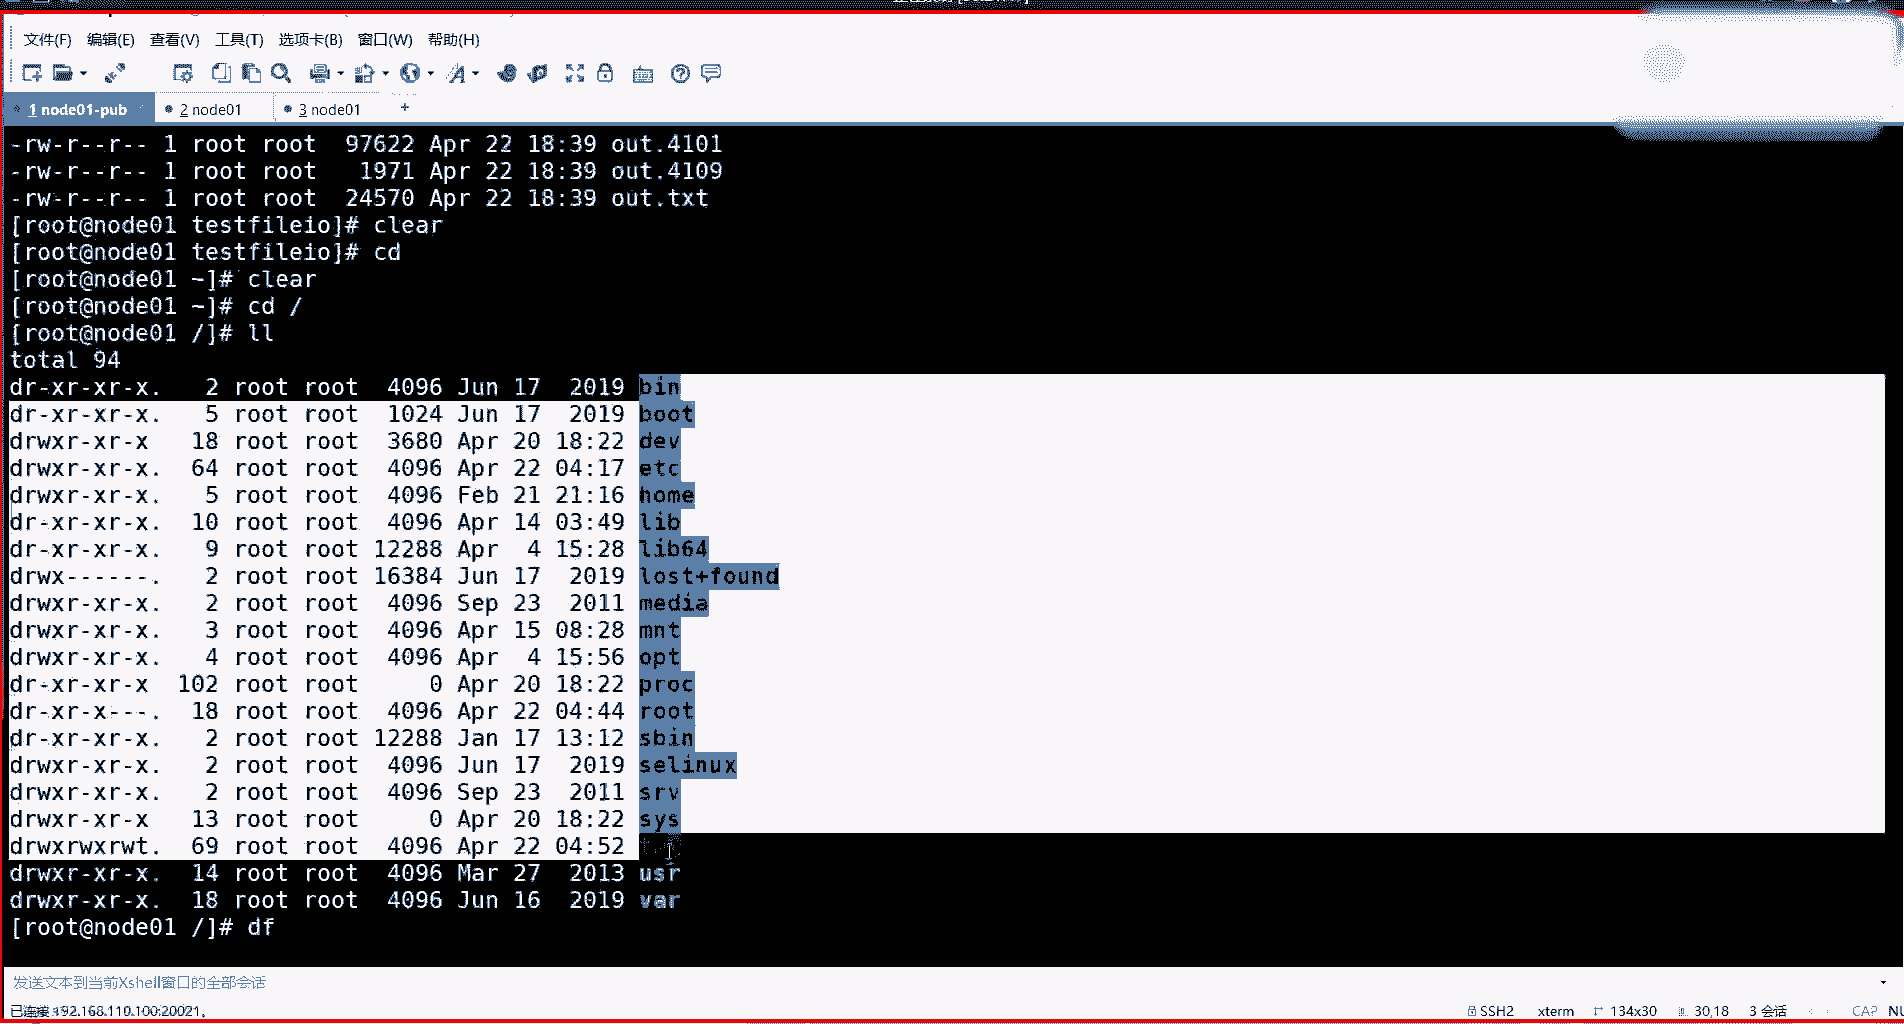 文件(F) 编辑(E) 查看(V) 工具(T) 选项卡(B) 窗口(W) 帮助(H)
1 node01-pub 2 node01 3 node01 +
-rw-r--r-- 1 root root  97622 Apr 22 18:39 out.4101
-rw-r--r-- 1 root root   1971 Apr 22 18:39 out.4109
-rw-r--r-- 1 root root  24570 Apr 22 18:39 out.txt
[root@node01 testfileio]# clear
[root@node01 testfileio]# cd
[root@node01 ~]# clear
[root@node01 ~]# cd /
[root@node01 /]# ll
total 94
dr-xr-xr-x.   2 root root  4096 Jun 17  2019 bin
dr-xr-xr-x.   5 root root  1024 Jun 17  2019 boot
drwxr-xr-x   18 root root  3680 Apr 20 18:22 dev
drwxr-xr-x.  64 root root  4096 Apr 22 04:17 etc
drwxr-xr-x.   5 root root  4096 Feb 21 21:16 home
dr-xr-xr-x.  10 root root  4096 Apr 14 03:49 lib
dr-xr-xr-x.   9 root root 12288 Apr  4 15:28 lib64
drwx------.   2 root root 16384 Jun 17  2019 lost+found
drwxr-xr-x.   2 root root  4096 Sep 23  2011 media
drwxr-xr-x.   3 root root  4096 Apr 15 08:28 mnt
drwxr-xr-x.   4 root root  4096 Apr  4 15:56 opt
dr-xr-xr-x  102 root root     0 Apr 20 18:22 proc
dr-xr-x---.  18 root root  4096 Apr 22 04:44 root
dr-xr-xr-x.   2 root root 12288 Jan 17 13:12 sbin
drwxr-xr-x.   2 root root  4096 Jun 17  2019 selinux
drwxr-xr-x.   2 root root  4096 Sep 23  2011 srv
drwxr-xr-x   13 root root     0 Apr 20 18:22 sys
drwxrwxrwt.  69 root root  4096 Apr 22 04:52
drwxr-xr-x.  14 root root  4096 Mar 27  2013 usr
drwxr-xr-x.  18 root root  4096 Jun 16  2019 var
[root@node01 /]# df
发送文本到当前Xshell窗口的全部会话
已连接 192.168.110.100:20021。 SSH2 xterm 134x30 30,18 3 会话 CAP